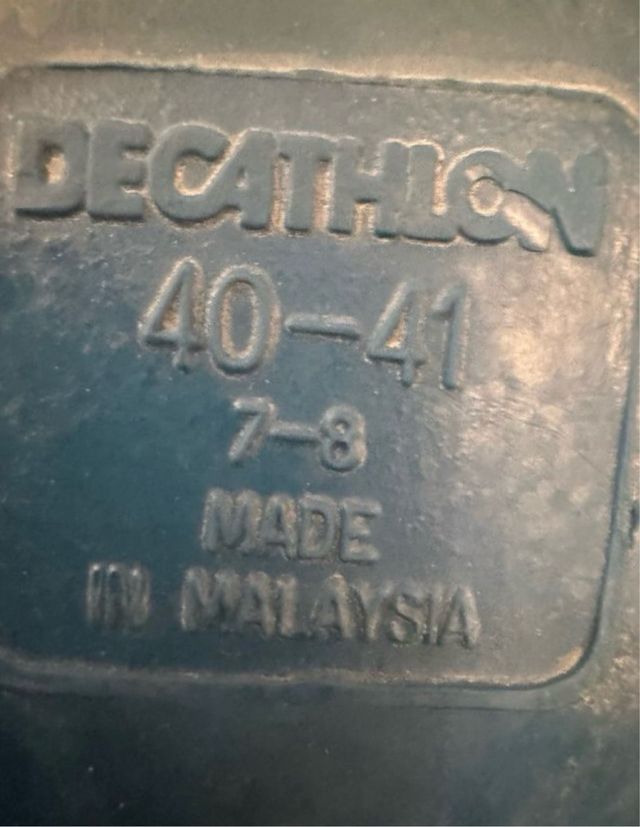 DECATHLON
40-41
7-8
MADE
IN MALAYSIA